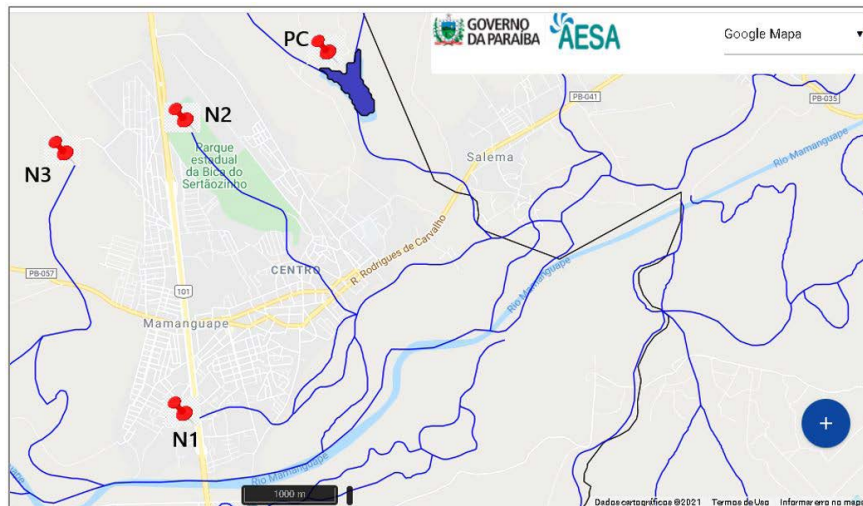 PC
GOVERNO
DA PARAÍBA
AESA
Google Mapa
N2
PB-041
PB-035
Parque
estadual
da Bica do
Sertãozinho
Salema
Rio Mamanguape
N3
R. Rodrigues de Carvalho
CENTRO
PB-057
101
Rio Mamanguape
Mamanguape
N1
+
Rio Mamanguape
1000 m
Dados cartográficos ©2021
Termos de Uso
Informar erro no mapa